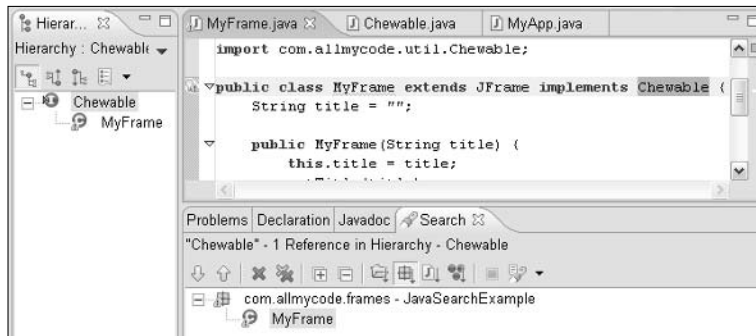 Hierar...
Hierarchy : Chewable
Chewable
MyFrame
MyFrame.java
Chewable.java
MyApp.java
import com.allmycode.util.Chewable;
public class MyFrame extends JFrame implements Chewable {
String title = "";
public MyFrame(String title) {
this.title = title;
Problems Declaration Javadoc Search
"Chewable" - 1 Reference in Hierarchy - Chewable
com.allmycode.frames - JavaSearchExample
MyFrame